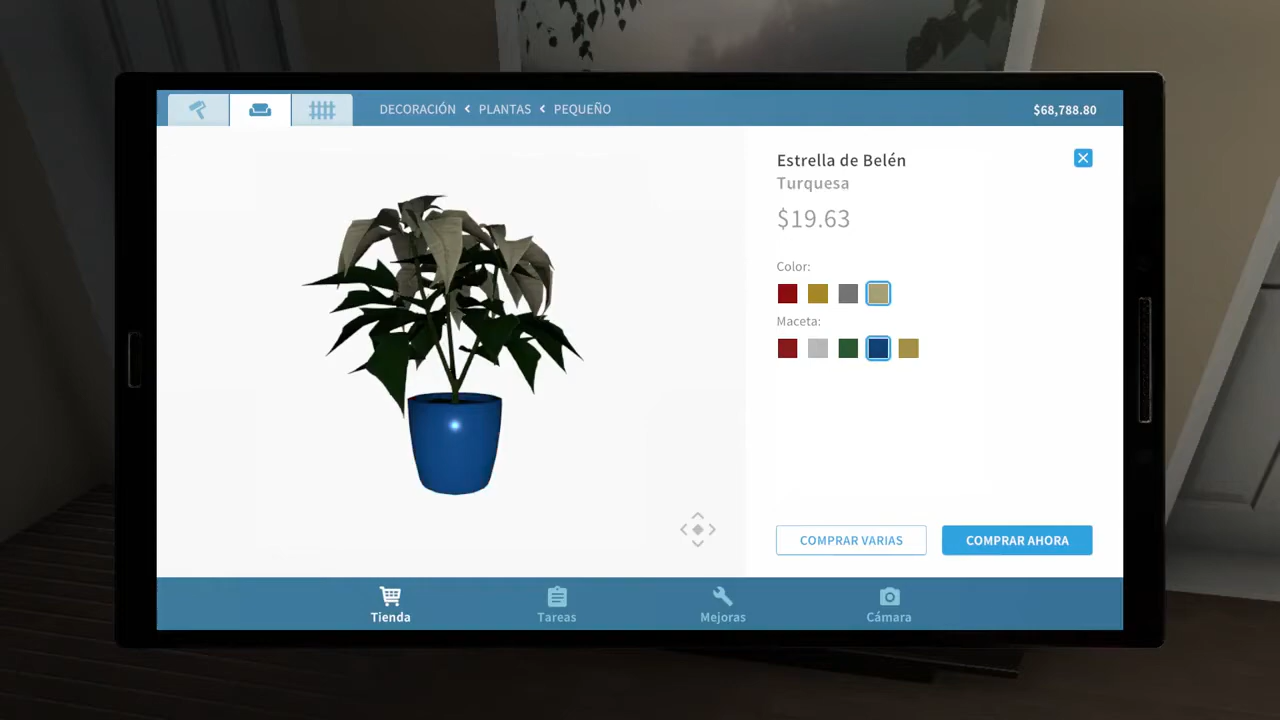 DECORACIÓN < PLANTAS < PEQUEÑO
$68,788.80
Estrella de Belén
Turquesa
$19.63
Color:
Maceta:
COMPRAR VARIAS
COMPRAR AHORA
Tienda
Tareas
Mejoras
Cámara